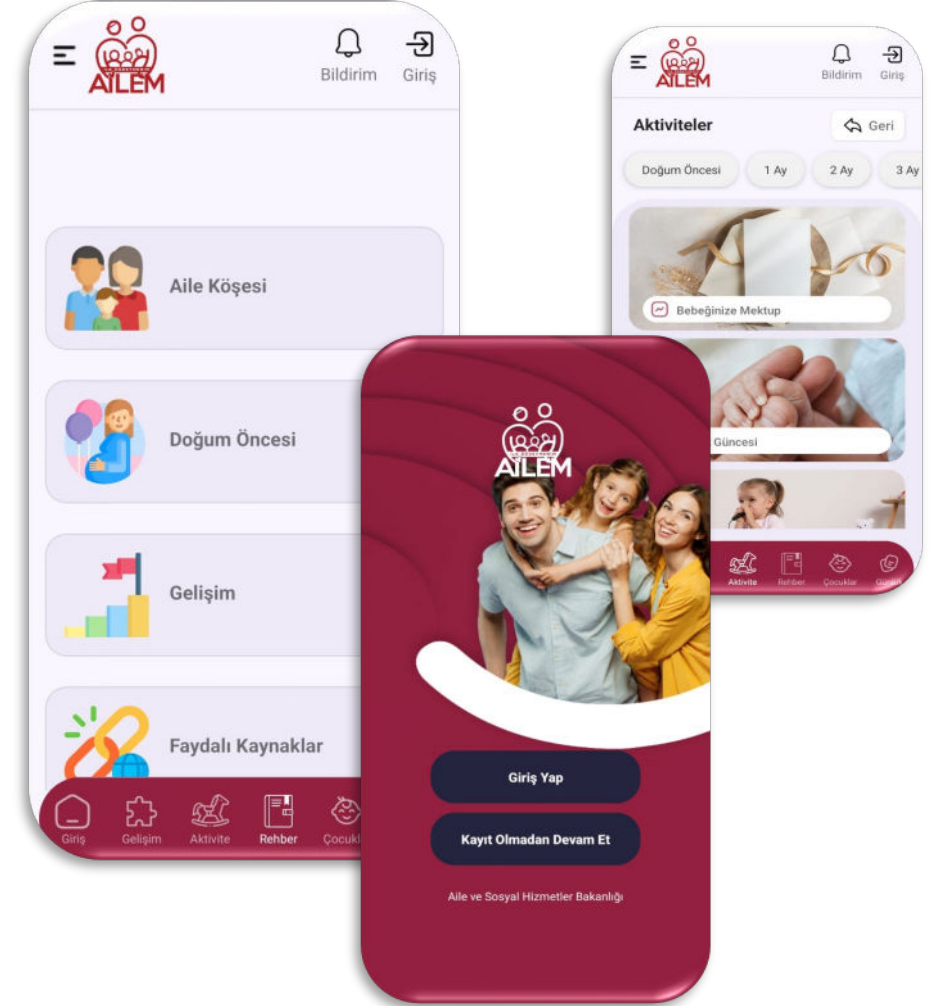 AİLEM
Bildirim
Giriş
Aile Köşesi
Doğum Öncesi
Gelişim
Faydalı Kaynaklar
Giriş
Gelişim
Aktivite
Rehber
Çocukl
AİLEM
Giriş Yap
Kayıt Olmadan Devam Et
Aile ve Sosyal Hizmetler Bakanlığı
AİLEM
Bildirim
Giriş
Aktiviteler
Geri
Doğum Öncesi
1 Ay
2 Ay
3 Ay
Bebeğinize Mektup
Güncesi
Aktivite
Rehber
Çocuklar